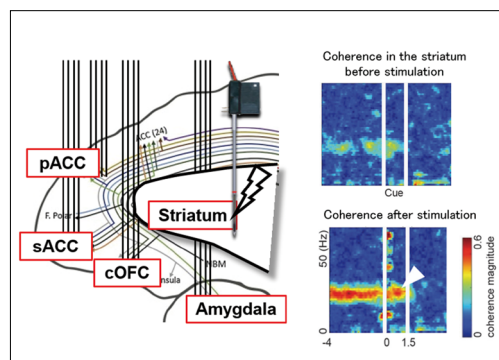 pACC
ACC (24)
F. Polar
Striatum
sACC
cOFC
NBM
nsula
Amygdala
Coherence in the striatum
before stimulation
Cue
Coherence after stimulation
50 (Hz)
0
-4
0
1.5
0.6
0
coherence magnitude